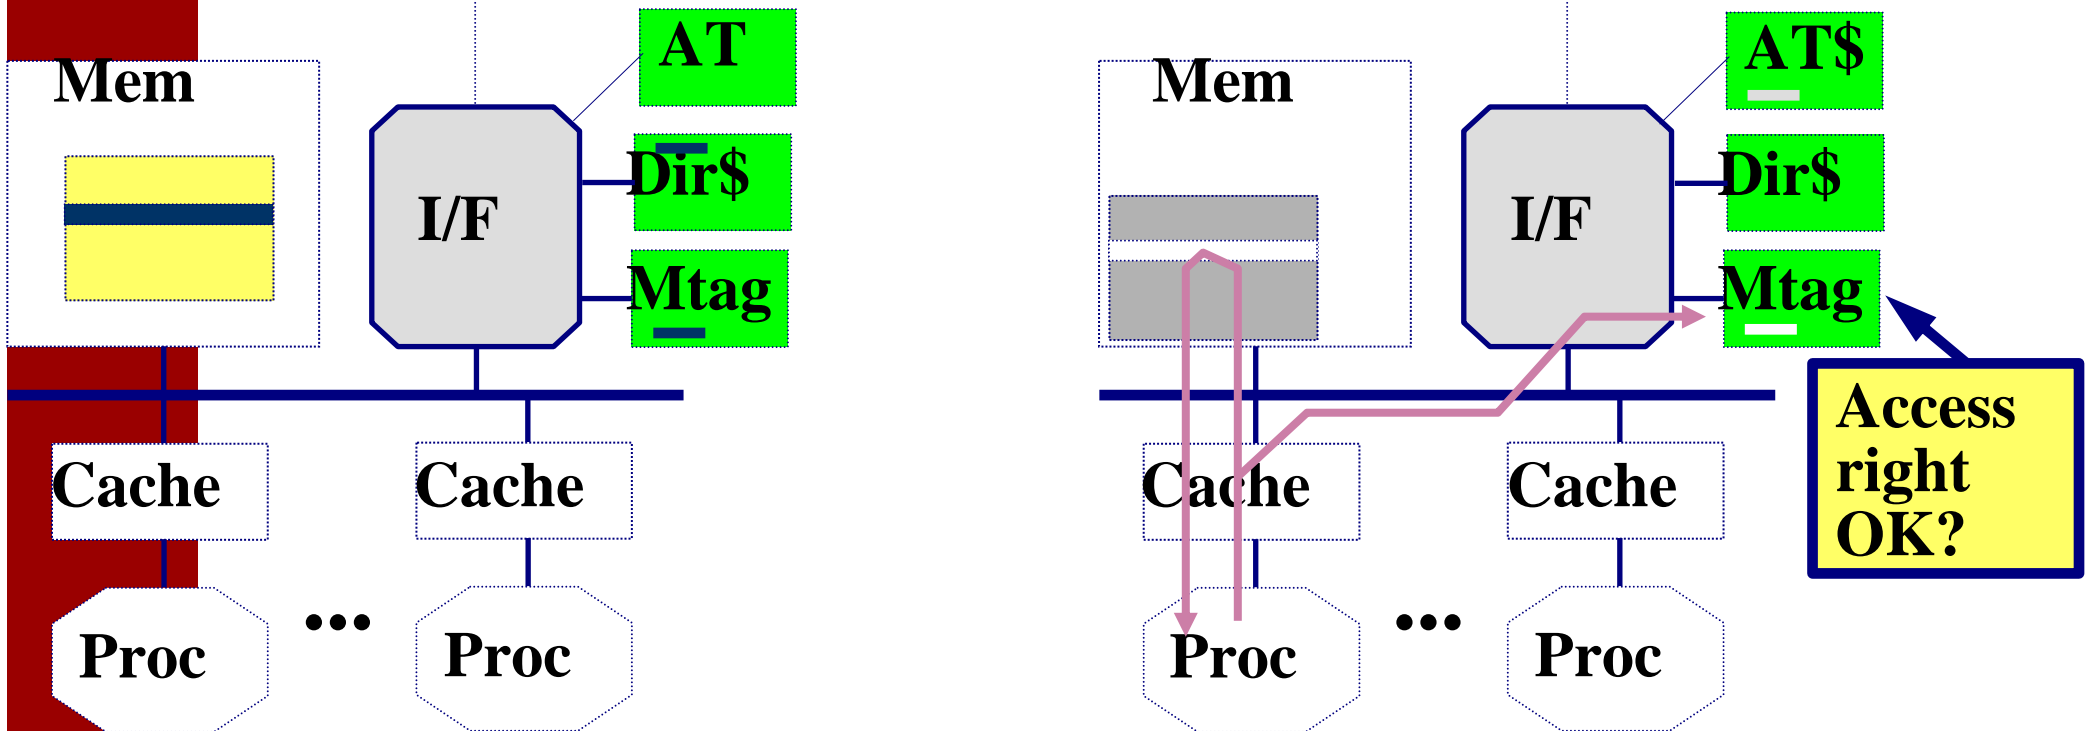 Mem
AT
I/F
Dir$
Mtag
Cache
Cache
Proc
•••
Proc
Mem
AT$
I/F
Dir$
Mtag
Access
right
OK?
Cache
Cache
Proc
•••
Proc